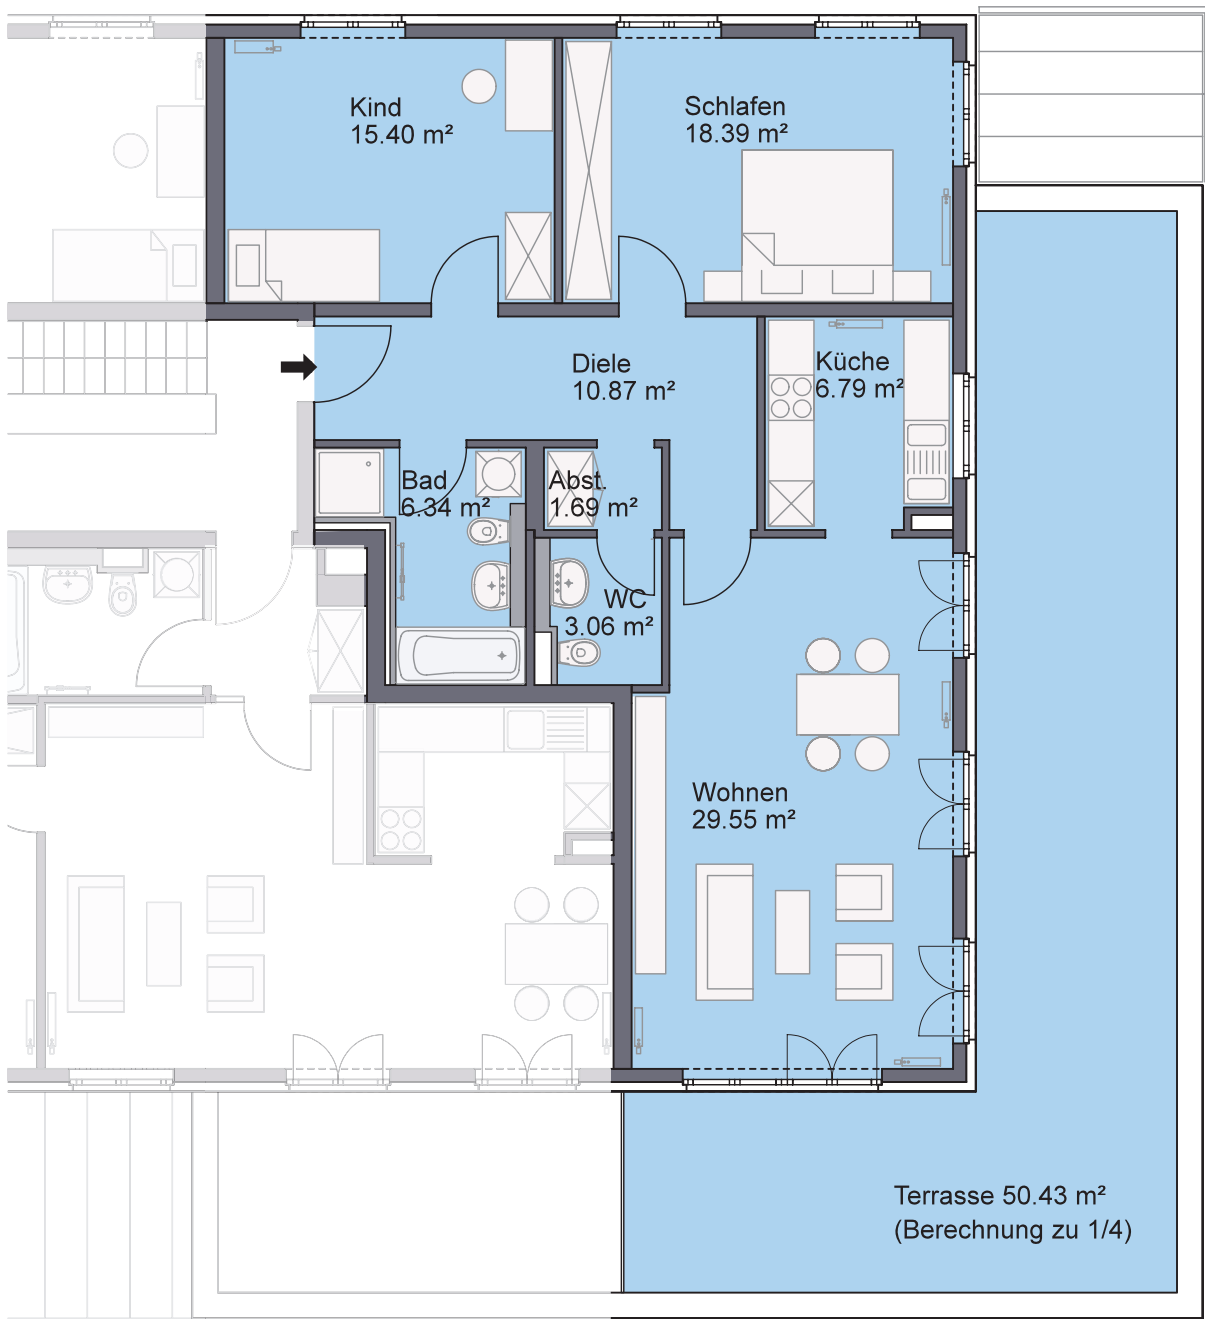 Kind
15.40 m²
Schlafen
18.39 m²
Diele
10.87 m²
Küche
6.79 m²
Bad
6.34 m²
Abst.
1.69 m²
WC
3.06 m²
Wohnen
29.55 m²
Terrasse 50.43 m²
(Berechnung zu 1/4)